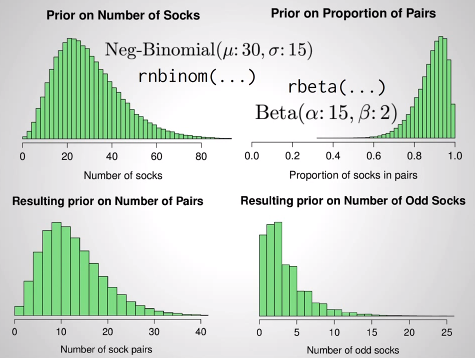 Prior on Number of Socks
Neg-Binomial(μ: 30, σ: 15)
rnbinom(...)
0 20 40 60 80
Number of socks
Prior on Proportion of Pairs
rbeta(...)
Beta(α: 15, β: 2)
0.0 0.2 0.4 0.6 0.8 1.0
Proportion of socks in pairs
Resulting prior on Number of Pairs
0 10 20 30 40
Number of sock pairs
Resulting prior on Number of Odd Socks
0 5 10 15 20 25
Number of odd socks